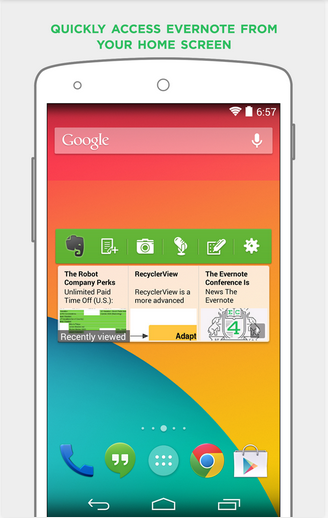 QUICKLY ACCESS EVERNOTE FROM
YOUR HOME SCREEN
6:57
Google
The Robot
Company Perks
Unlimited Paid
Time Off (U.S.):
RecyclerView
RecyclerView is a
more advanced
The Evernote
Conference Is
News The
Evernote
Recently viewed
Adapt
EC
4